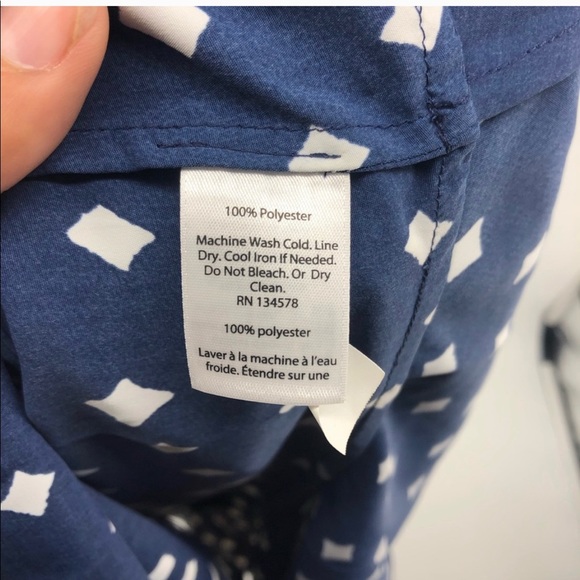 100% Polyester
Machine Wash Cold. Line
Dry. Cool Iron If Needed.
Do Not Bleach. Or Dry
Clean.
RN 134578
100% polyester
Laver à la machine à l'eau
froide. Étendre sur une